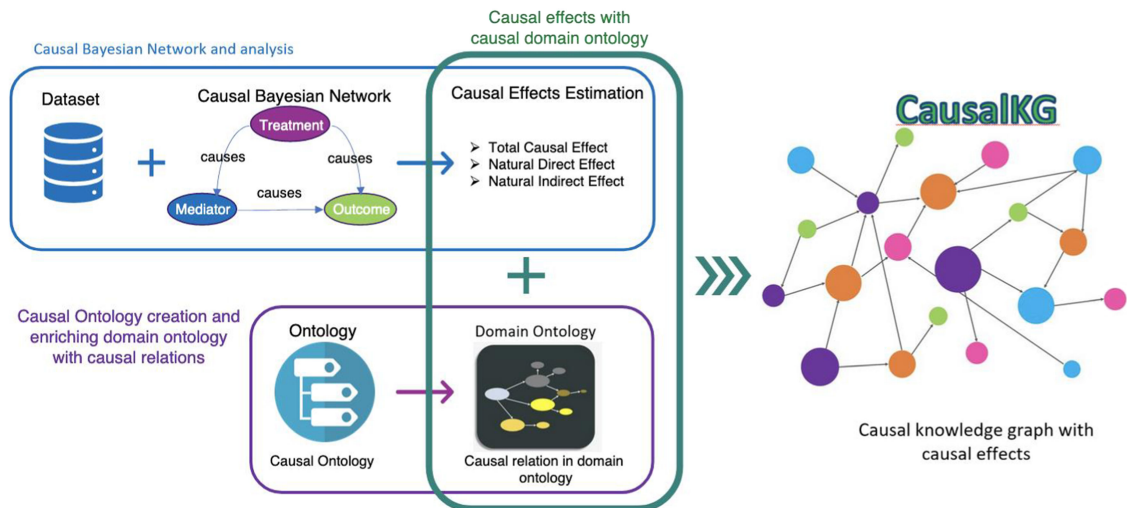 Causal effects with
causal domain ontology
Causal Bayesian Network and analysis
Dataset
Causal Bayesian Network
Treatment
causes
causes
causes
Mediator
Outcome
Causal Effects Estimation
➢ Total Causal Effect
➢ Natural Direct Effect
➢ Natural Indirect Effect
CausalKG
Causal Ontology creation and
enriching domain ontology
with causal relations
Ontology
Causal Ontology
Domain Ontology
Causal relation in domain
ontology
Causal knowledge graph with
causal effects